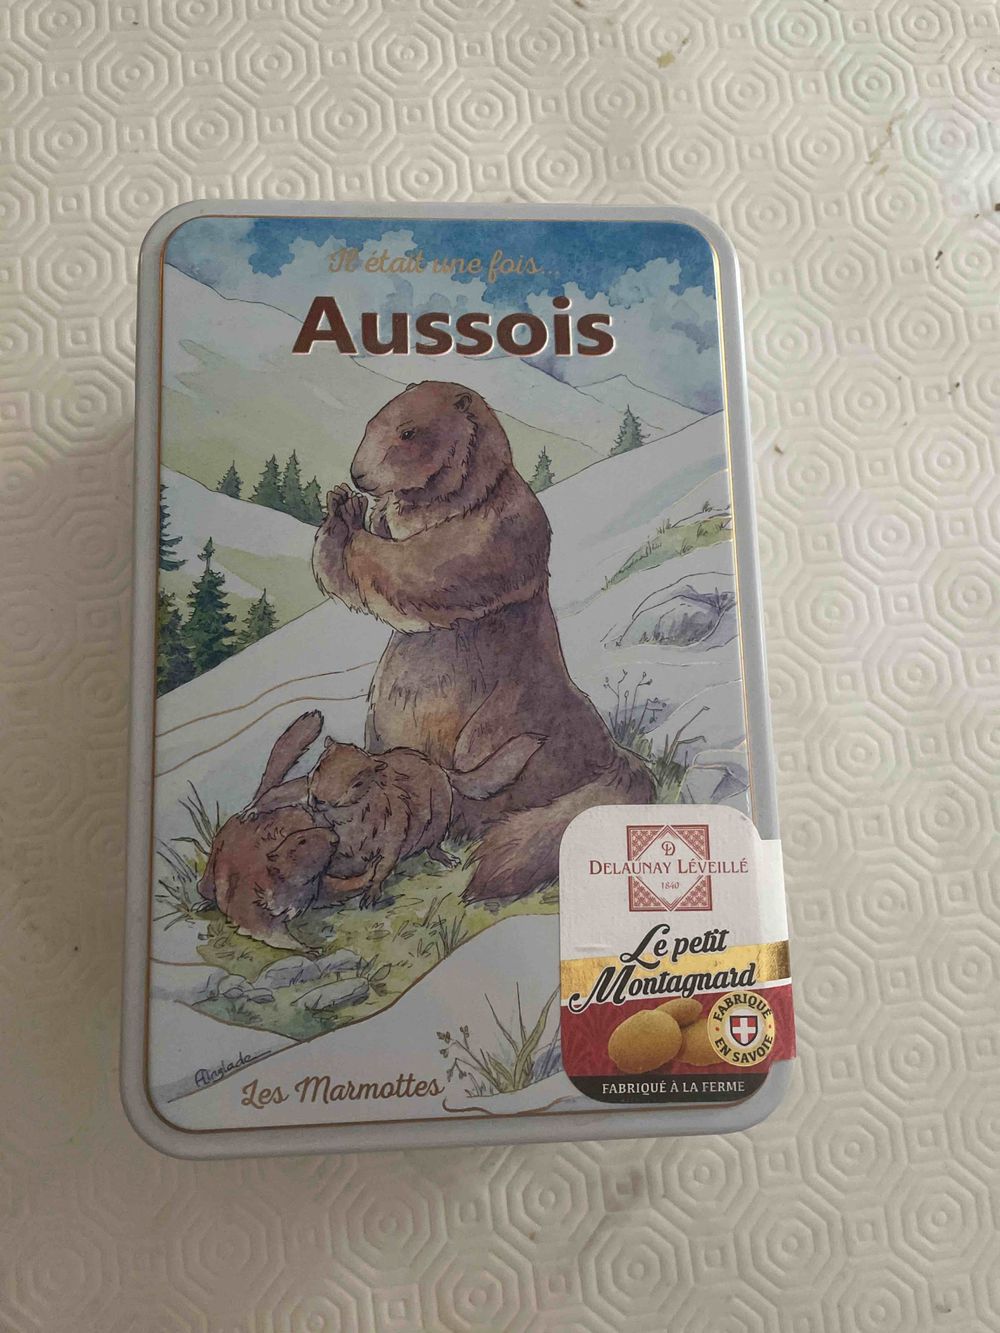 Il était une fois...
Aussois
D
DELAUNAY LÉVEILLÉ
1840
Le petit
Montagnard
FABRIQUÉ
EN SAVOIE
FABRIQUÉ À LA FERME
Anglade
Les Marmottes